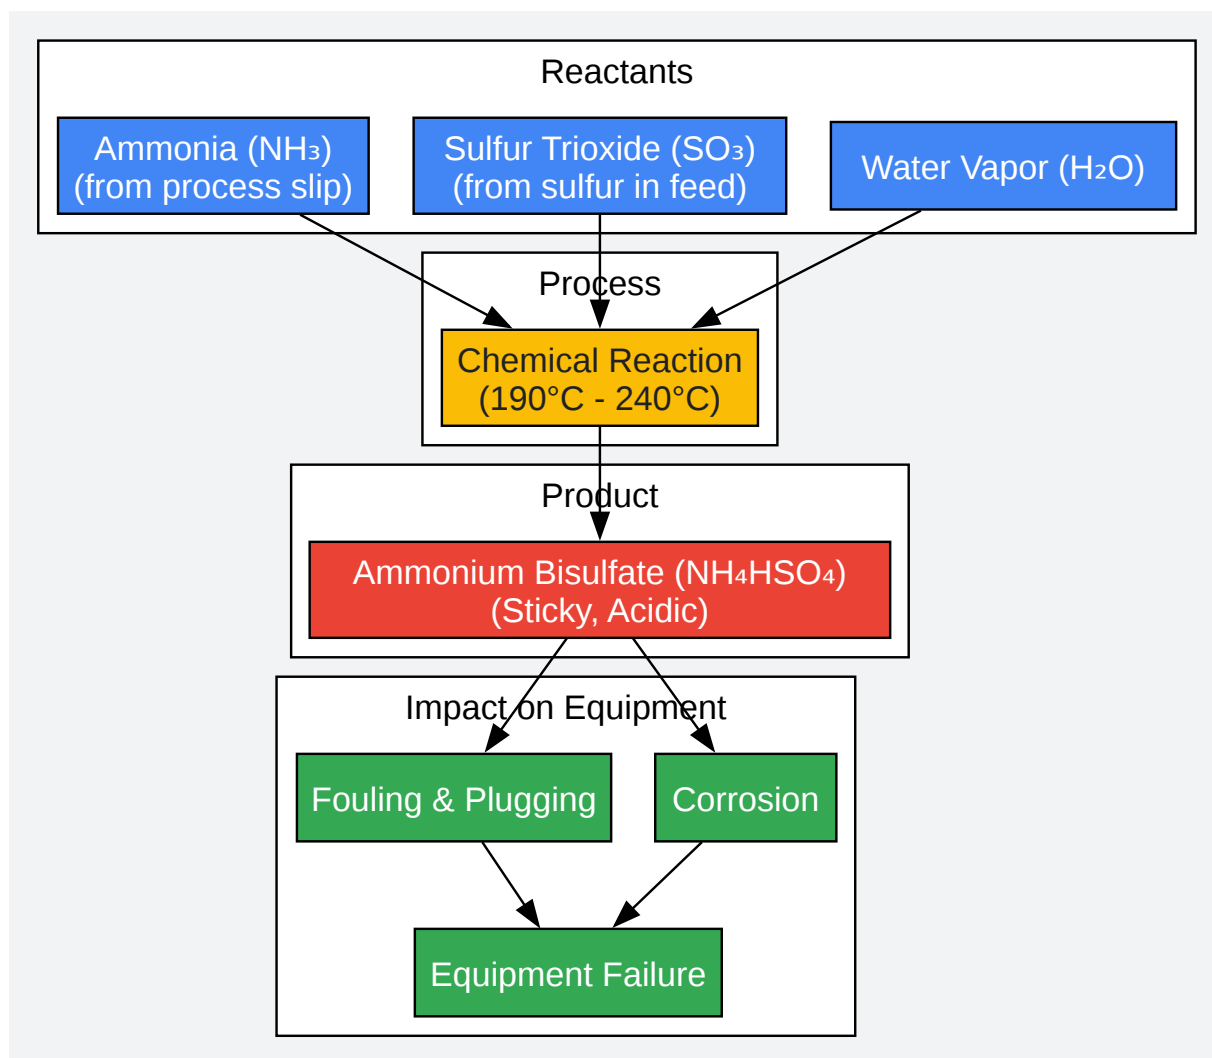 Reactants
Ammonia (NH₃)
(from process slip)
Sulfur Trioxide (SO₃)
(from sulfur in feed)
Water Vapor (H₂O)
Process
Chemical Reaction
(190°C - 240°C)
Product
Ammonium Bisulfate (NH₄HSO₄)
(Sticky, Acidic)
Impact on Equipment
Fouling & Plugging
Corrosion
Equipment Failure